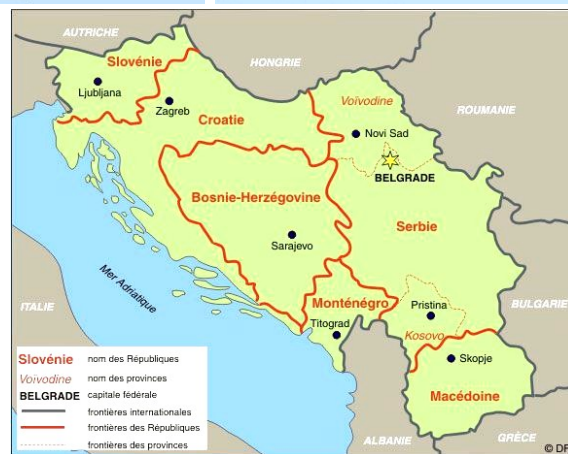 AUTRICHE
HONGRIE
Slovénie
Ljubljana
Zagreb
Croatie
Voïvodine
ROUMANIE
Novi Sad
BELGRADE
Bosnie-Herzégovine
Sarajevo
Serbie
Mer Adriatique
ITALIE
Monténégro
Titograd
Pristina
Kosovo
BULGARIE
Skopje
Macédoine
ALBANIE
GRÈCE
Slovénie nom des Républiques
Voïvodine nom des provinces
BELGRADE capitale fédérale
frontières internationales
frontières des Républiques
frontières des provinces